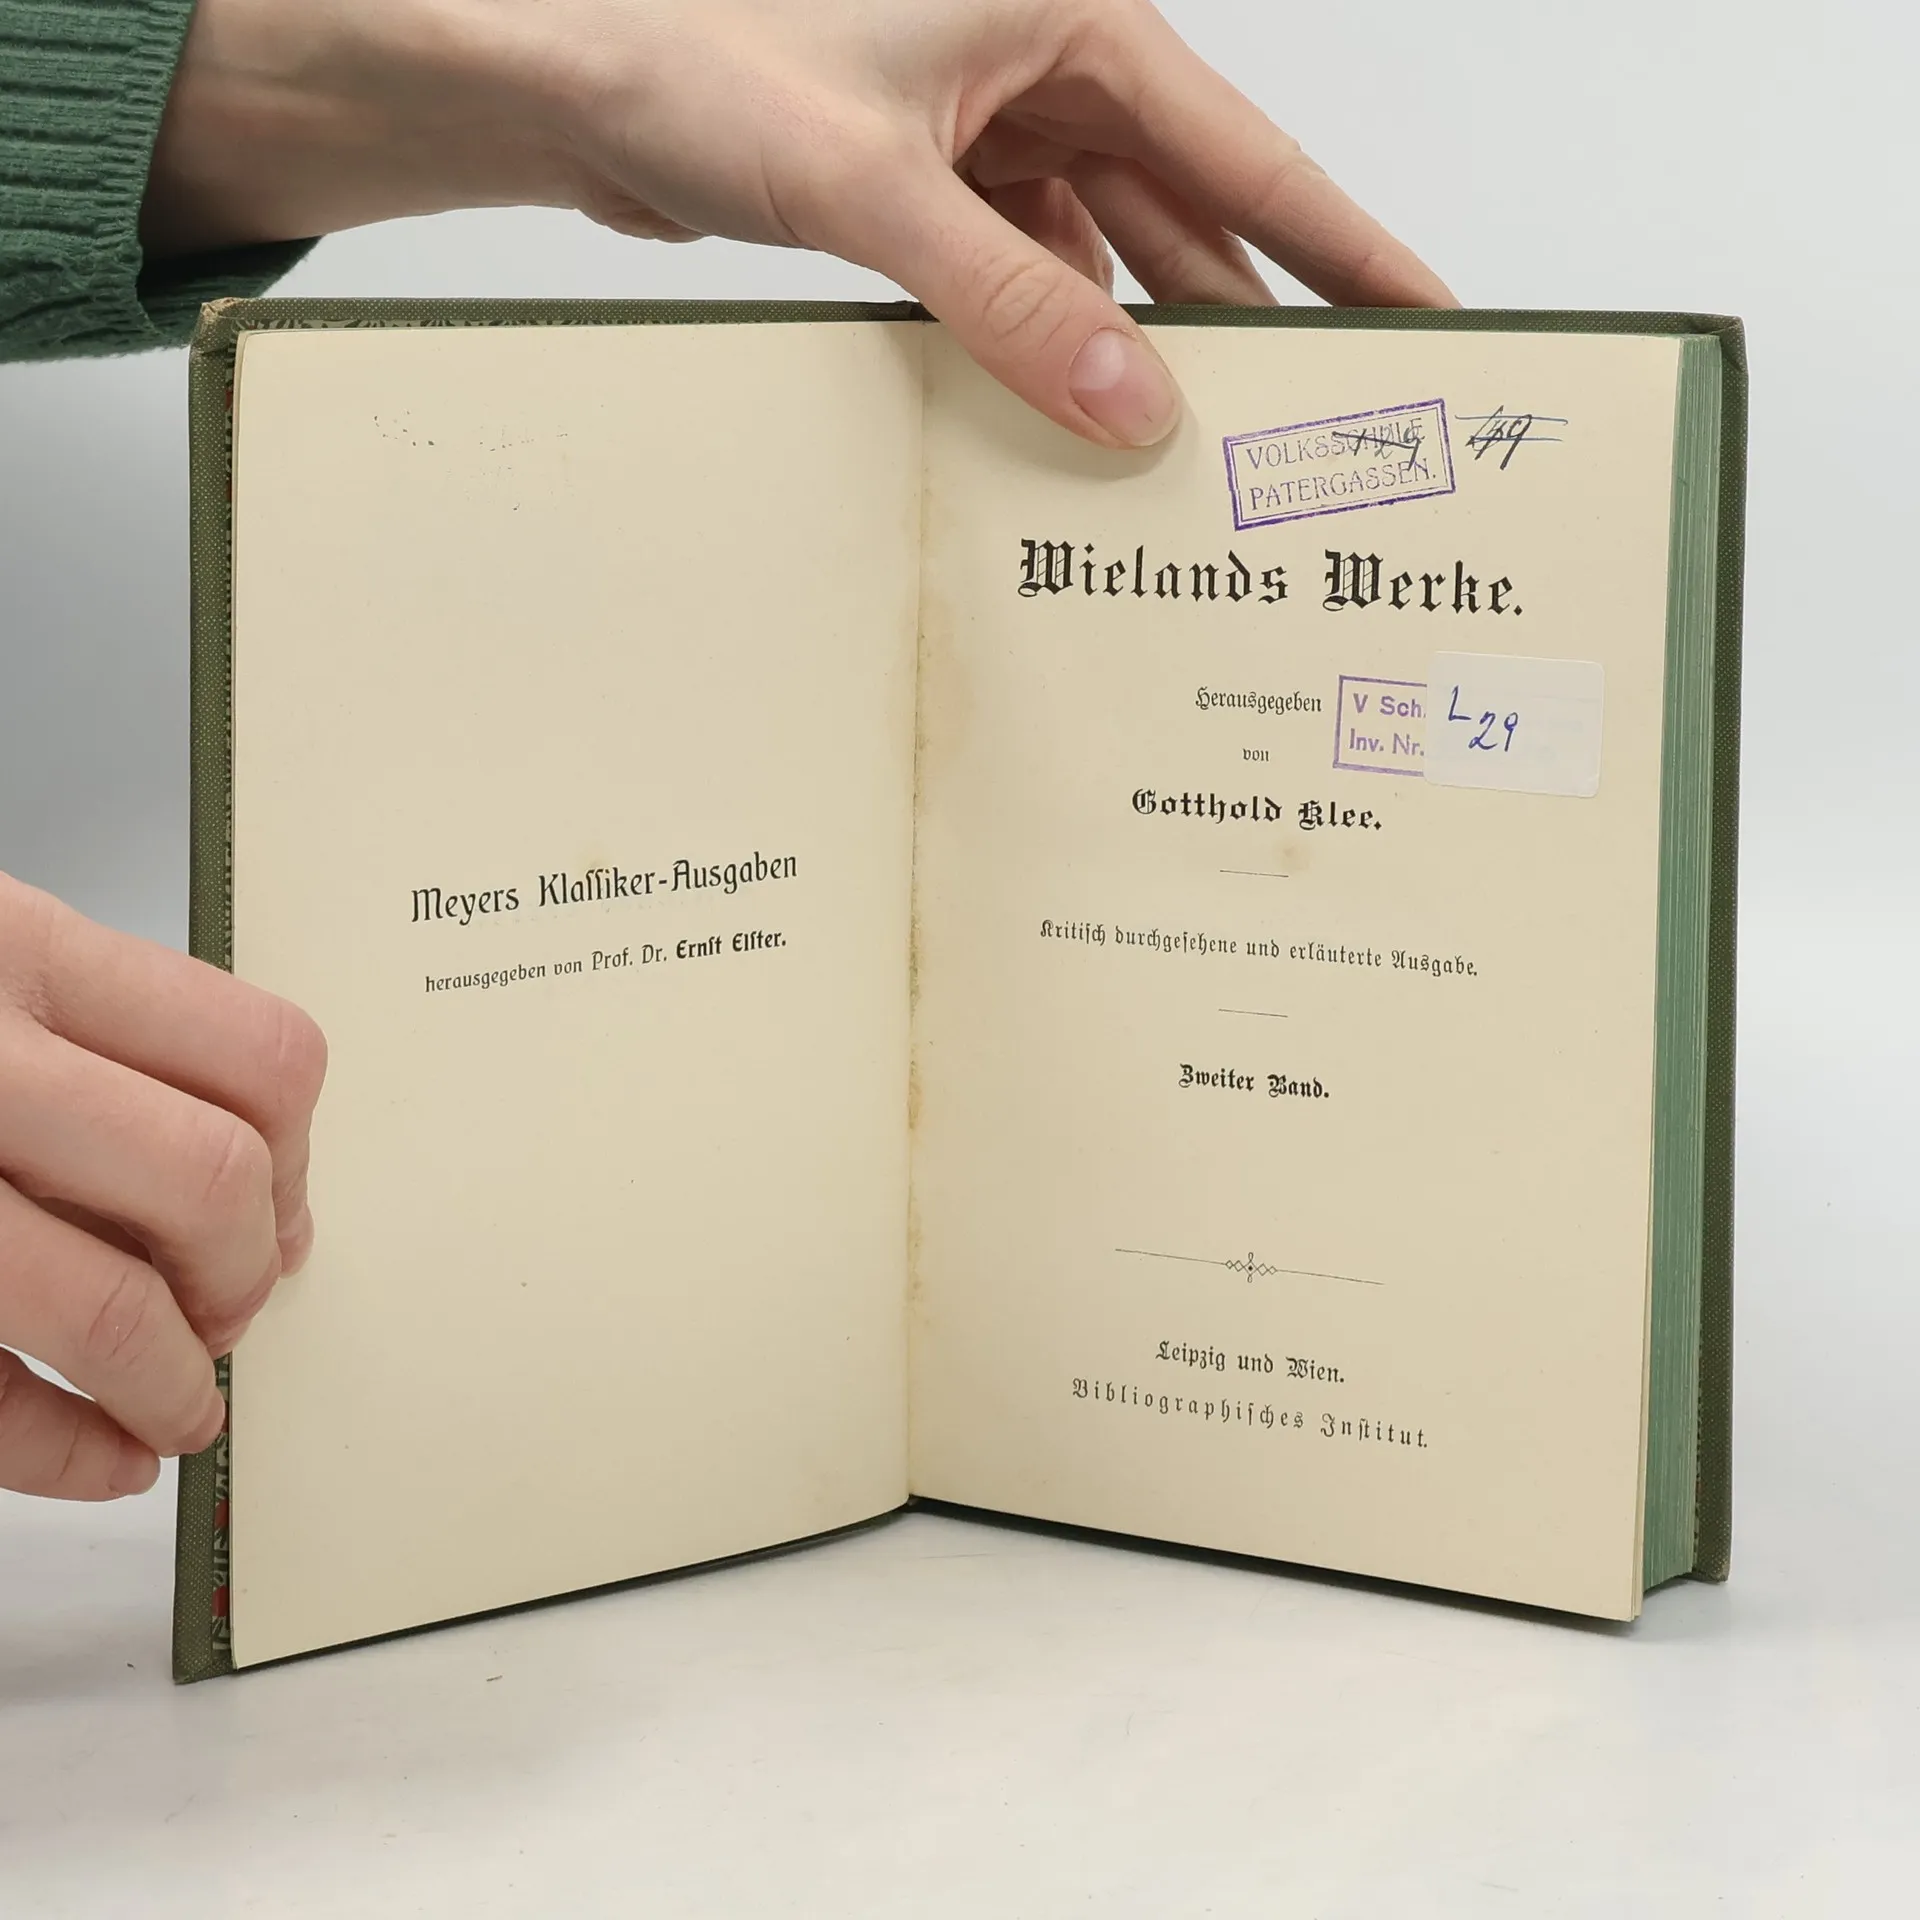 Meyers Klaſſiker-Ausgaben
herausgegeben von Prof. Dr. Ernſt Elſter.
VOLKSSCHULE
PATERGASSEN.
Wielands Werke.
Herausgegeben
V Sch.
Inv. Nr.
L 29
von
Gotthold Klee.
Kritiſch durchgeſehene und erläuterte Ausgabe.
Zweiter Band.
Leipzig und Wien.
Bibliographiſches Inſtitut.